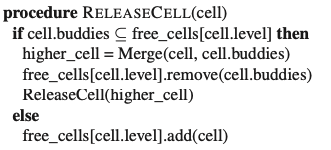 procedure RELEASECELL(cell)
if cell.buddies ⊆ free_cells[cell.level] then
higher_cell = Merge(cell, cell.buddies)
free_cells[cell.level].remove(cell.buddies)
ReleaseCell(higher_cell)
else
free_cells[cell.level].add(cell)